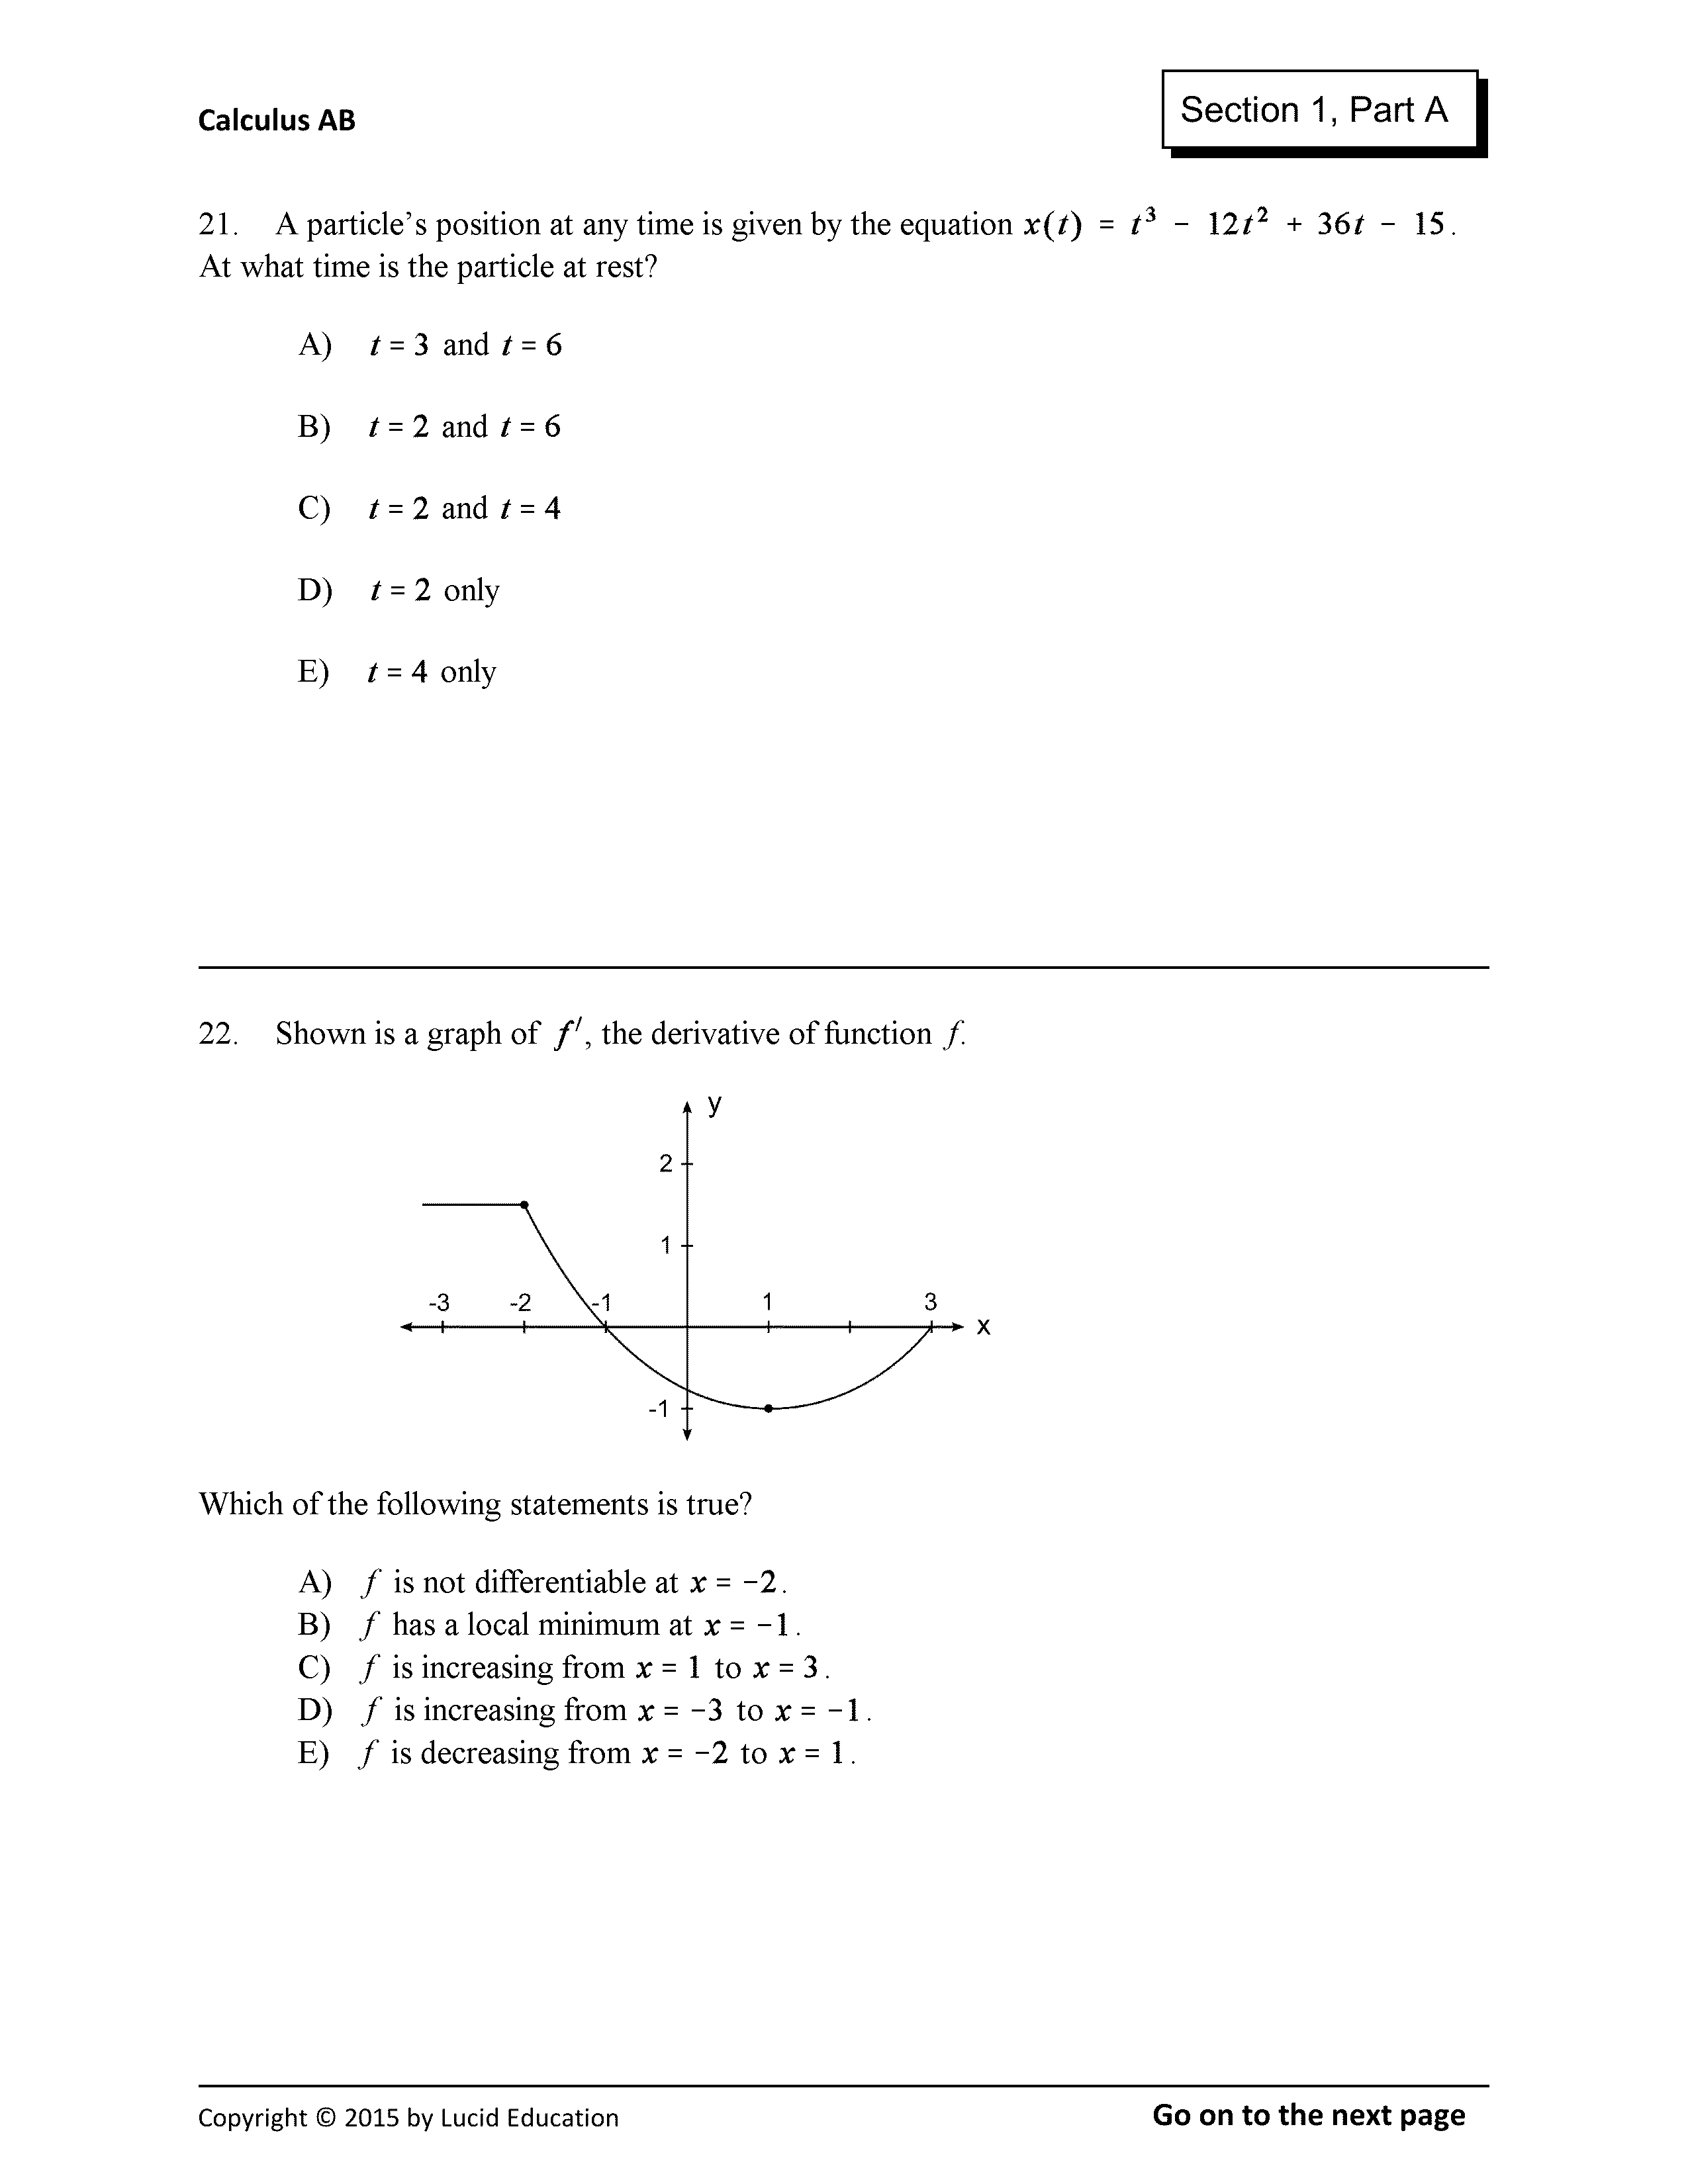 Calculus AB
Section 1, Part A
21. A particle’s position at any time is given by the equation x(t) = t³ − 12t² + 36t − 15.
At what time is the particle at rest?
A) t = 3 and t = 6
B) t = 2 and t = 6
C) t = 2 and t = 4
D) t = 2 only
E) t = 4 only
22. Shown is a graph of f′, the derivative of function f.
y
2
1
-3 -2 -1 1 3
x
-1
Which of the following statements is true?
A) f is not differentiable at x = −2.
B) f has a local minimum at x = −1.
C) f is increasing from x = 1 to x = 3.
D) f is increasing from x = −3 to x = −1.
E) f is decreasing from x = −2 to x = 1.
Copyright © 2015 by Lucid Education
Go on to the next page